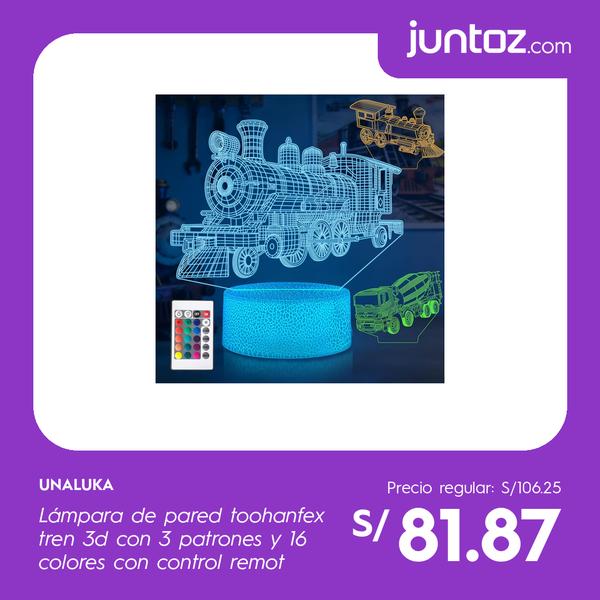 juntoz.com
UNALUKA
Lámpara de pared toohanfex
tren 3d con 3 patrones y 16
colores con control remot
Precio regular: S/106.25
S/81.87